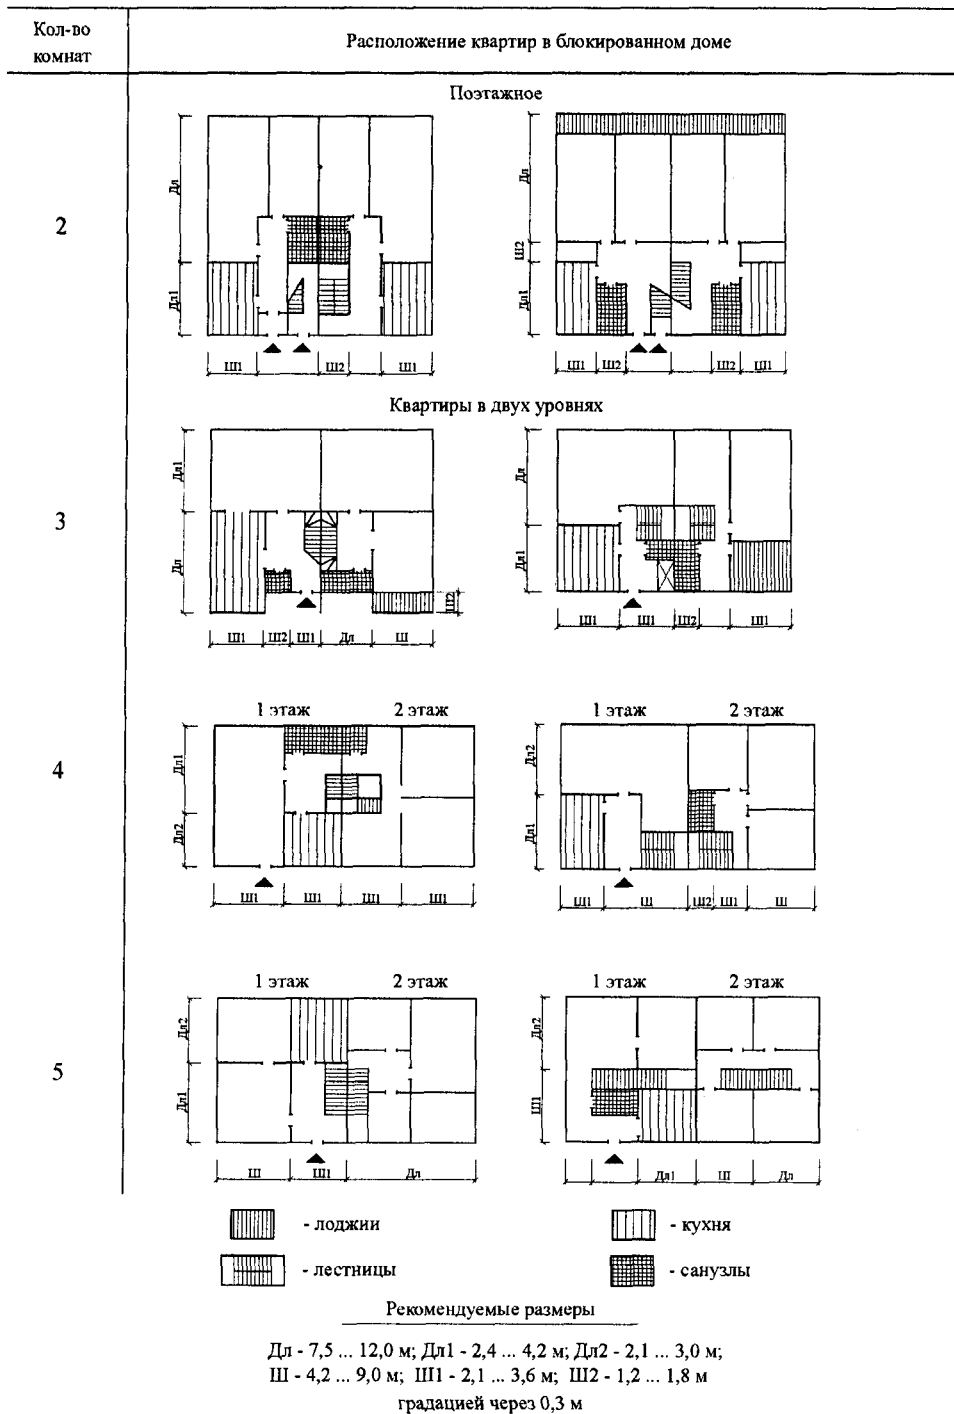 Кол-во
комнат
Расположение квартир в блокированном доме
Поэтажное
2
Дл
Дл1
Ш1
Ш2
Ш1
Дл
Ш2
Дл1
Ш1
Ш2
Ш2
Ш1
Квартиры в двух уровнях
3
Дл1
Дл
Ш2
Ш1
Ш2
Ш1
Дл
Ш
Дл
Дл1
Ш1
Ш1
Ш2
Ш1
4
1 этаж
2 этаж
Дл1
Дл2
Ш1
Ш1
Ш1
Ш1
1 этаж
2 этаж
Дл2
Дл1
Ш1
Ш
Ш2
Ш1
Ш
5
1 этаж
2 этаж
Дл2
Дл1
Ш
Ш1
Дл
1 этаж
2 этаж
Дл2
Ш1
Дл1
Ш
Дл
- лоджии
- кухня
- лестницы
- санузлы
Рекомендуемые размеры
Дл - 7,5 ... 12,0 м; Дл1 - 2,4 ... 4,2 м; Дл2 - 2,1 ... 3,0 м;
Ш - 4,2 ... 9,0 м; Ш1 - 2,1 ... 3,6 м; Ш2 - 1,2 ... 1,8 м
градацией через 0,3 м